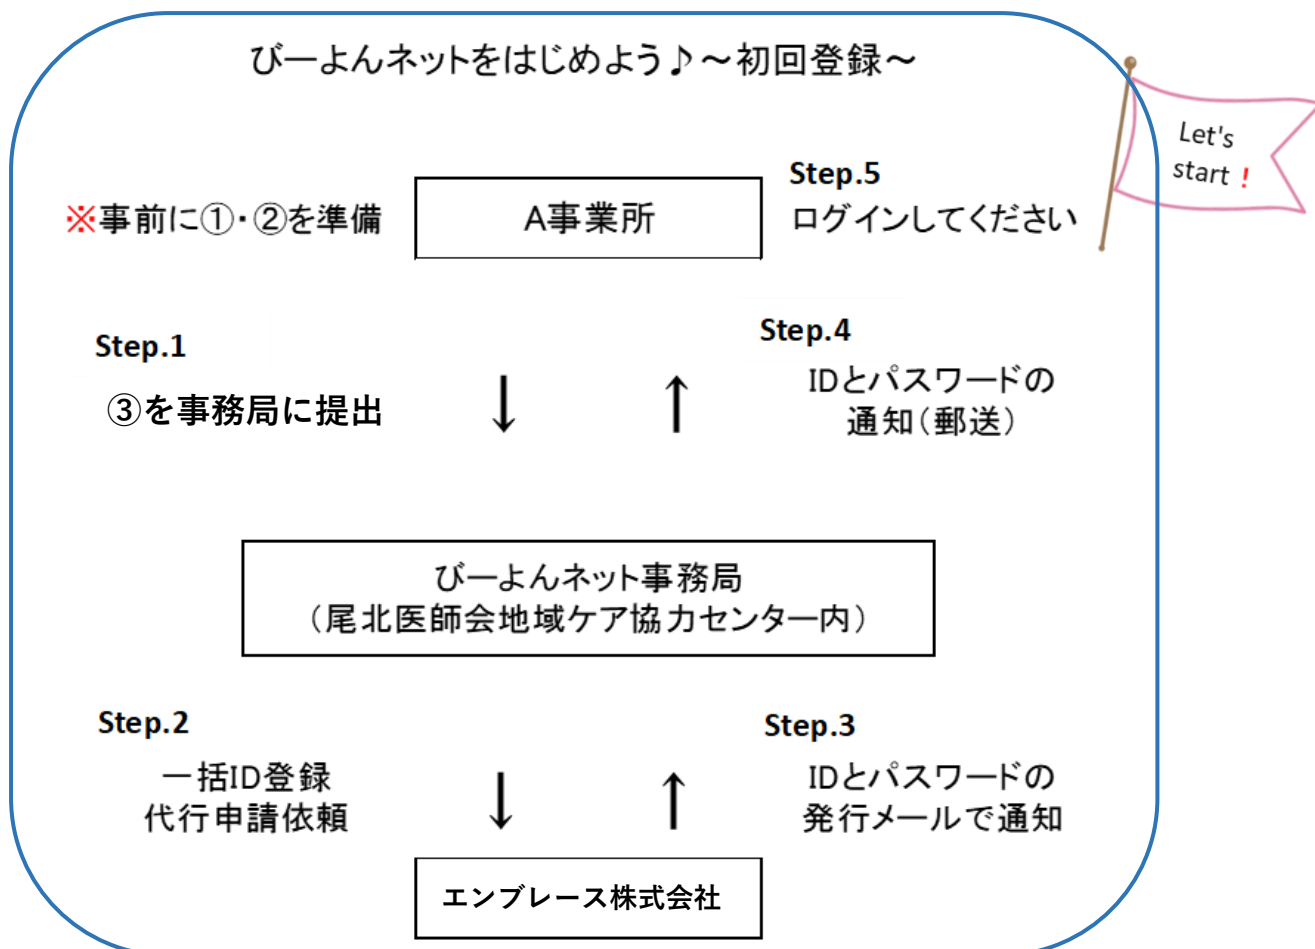 びーよんネットをはじめよう♪～初回登録～
Let's
start！
※事前に①・②を準備
A事業所
Step.5
ログインしてください
Step.1
③を事務局に提出
↓
↑
Step.4
IDとパスワードの
通知（郵送）
びーよんネット事務局
（尾北医師会地域ケア協力センター内）
Step.2
一括ID登録
代行申請依頼
↓
↑
Step.3
IDとパスワードの
発行メールで通知
エンブレース株式会社